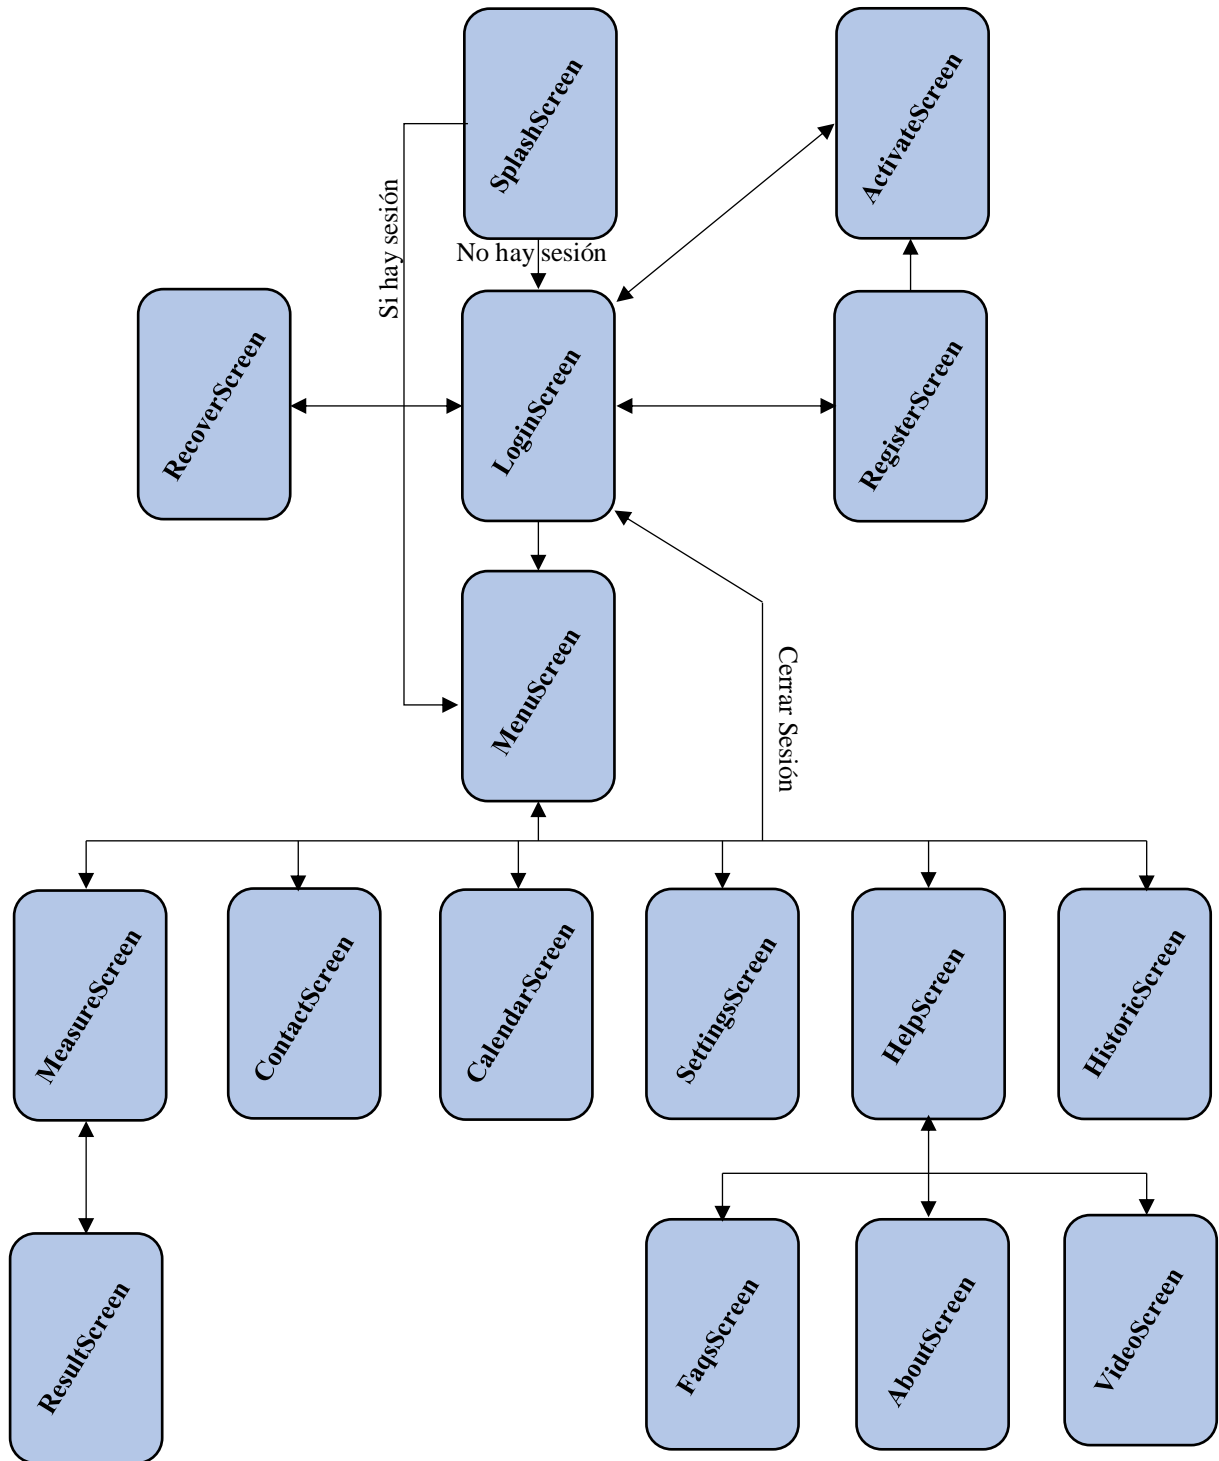 SplashScreen
ActivateScreen
Si hay sesión
No hay sesión
RecoverScreen
LoginScreen
RegisterScreen
MenuScreen
Cerrar Sesión
MeasureScreen
ContactScreen
CalendarScreen
SettingsScreen
HelpScreen
HistoricScreen
ResultScreen
FaqsScreen
AboutScreen
VideoScreen